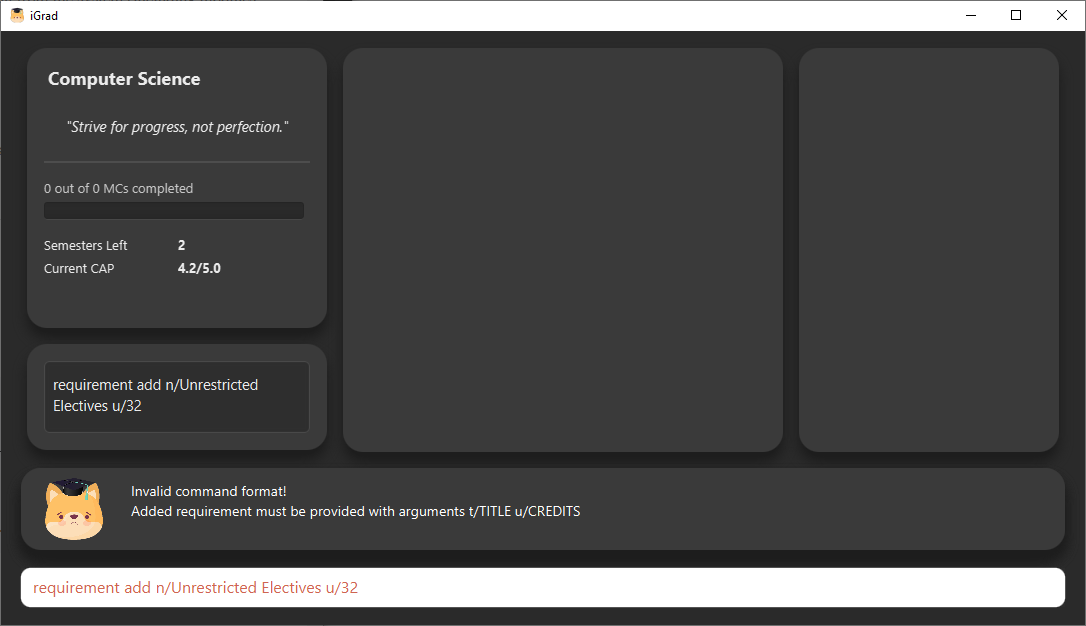 iGrad
Computer Science
"Strive for progress, not perfection."
0 out of 0 MCs completed
Semesters Left 2
Current CAP 4.2/5.0
requirement add n/Unrestricted
Electives u/32
Invalid command format!
Added requirement must be provided with arguments t/TITLE u/CREDITS
requirement add n/Unrestricted Electives u/32